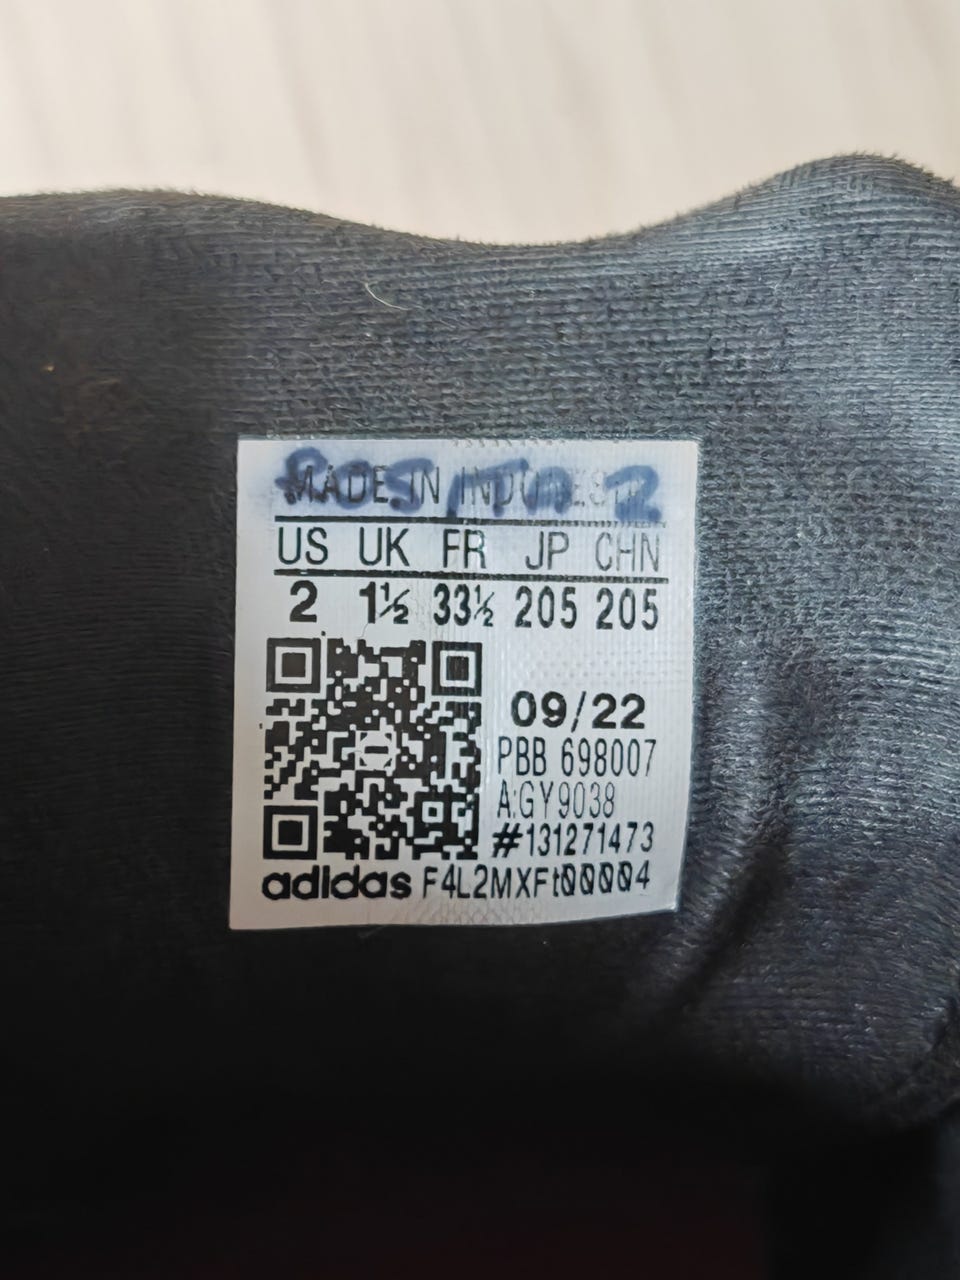 MADE IN INDONESIA
US UK FR JP CHN
2 1½ 33½ 205 205
09/22
PBB 698007
A:GY9038
#131271473
adidas F4L2MXFt00004